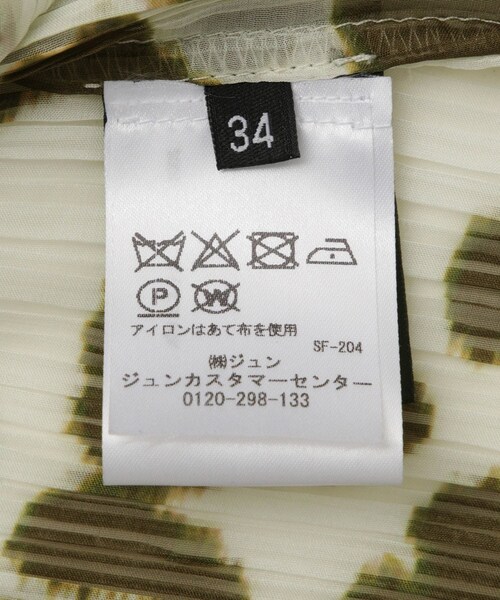 34
P W
アイロンはあて布を使用
SF-204
㈱ジュン
ジュンカスタマーセンター
0120-298-133